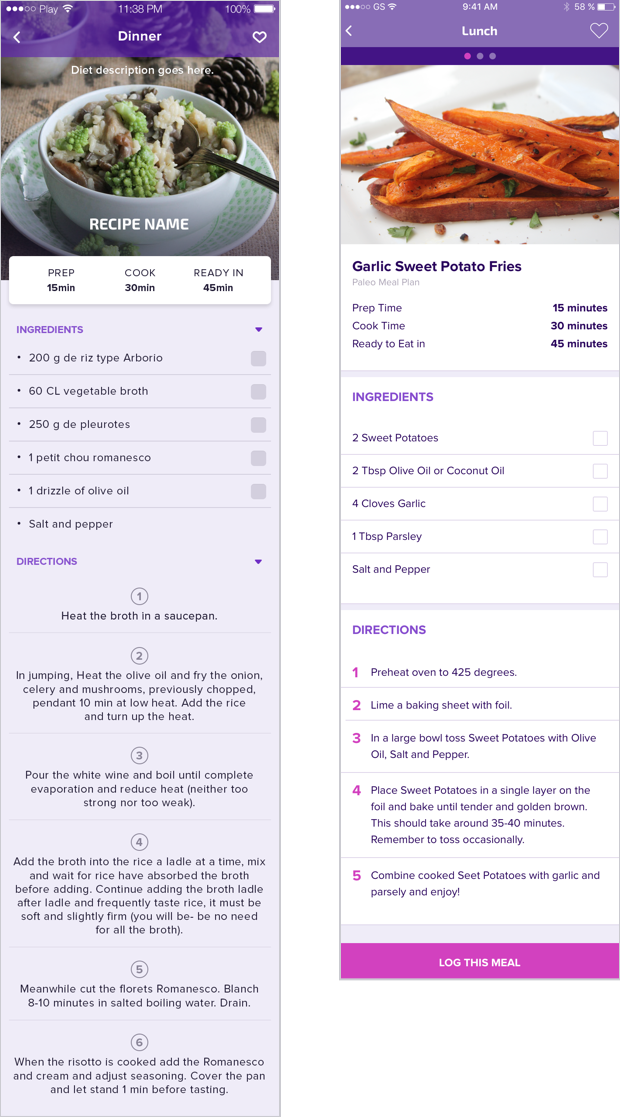 Play
11:38 PM
100%
Dinner
Diet description goes here.
RECIPE NAME
PREP
COOK
READY IN
15min
30min
45min
INGREDIENTS
• 200 g de riz type Arborio
• 60 CL vegetable broth
• 250 g de pleurotes
• 1 petit chou romanesco
• 1 drizzle of olive oil
• Salt and pepper
DIRECTIONS
1
Heat the broth in a saucepan.
2
In jumping, Heat the olive oil and fry the onion,
celery and mushrooms, previously chopped,
pendant 10 min at low heat. Add the rice
and turn up the heat.
3
Pour the white wine and boil until complete
evaporation and reduce heat (neither too
strong nor too weak).
4
Add the broth into the rice a ladle at a time, mix
and wait for rice have absorbed the broth
before adding. Continue adding the broth ladle
after ladle and frequently taste rice, it must be
soft and slightly firm (you will be- be no need
for all the broth).
5
Meanwhile cut the florets Romanesco. Blanch
8-10 minutes in salted boiling water. Drain.
6
When the risotto is cooked add the Romanesco
and cream and adjust seasoning. Cover the pan
and let stand 1 min before tasting.
GS
9:41 AM
58 %
Lunch
Garlic Sweet Potato Fries
Paleo Meal Plan
Prep Time 15 minutes
Cook Time 30 minutes
Ready to Eat in 45 minutes
INGREDIENTS
2 Sweet Potatoes
2 Tbsp Olive Oil or Coconut Oil
4 Cloves Garlic
1 Tbsp Parsley
Salt and Pepper
DIRECTIONS
1 Preheat oven to 425 degrees.
2 Lime a baking sheet with foil.
3 In a large bowl toss Sweet Potatoes with Olive
Oil, Salt and Pepper.
4 Place Sweet Potatoes in a single layer on the
foil and bake until tender and golden brown.
This should take around 35-40 minutes.
Remember to toss occasionally.
5 Combine cooked Seet Potatoes with garlic and
parsely and enjoy!
LOG THIS MEAL